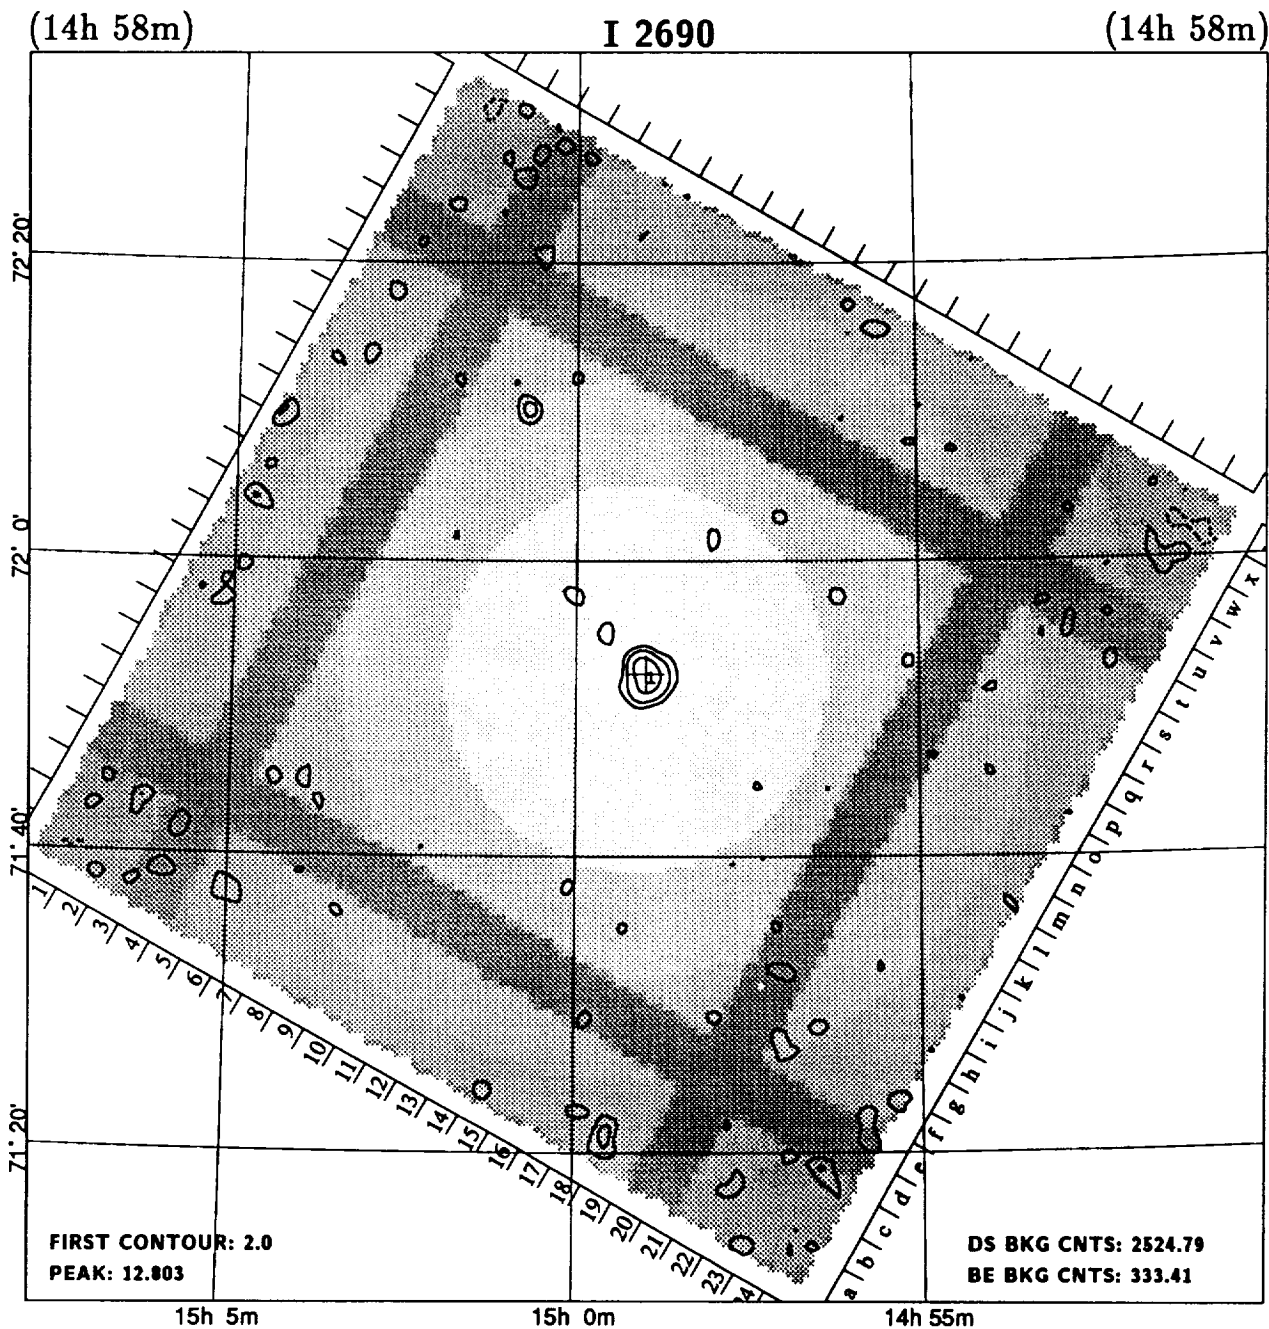 (14h 58m) I 2690 (14h 58m)
72° 20'
72° 0'
71° 40'
71° 20'
1
1 2 3 4 5 6 7 8 9 10 11 12 13 14 15 16 17 18 19 20 21 22 23 24
a b c d e f g h i j k l m n o p q r s t u v w x
FIRST CONTOUR: 2.0
PEAK: 12.803
DS BKG CNTS: 2524.79
BE BKG CNTS: 333.41
15h 5m 15h 0m 14h 55m